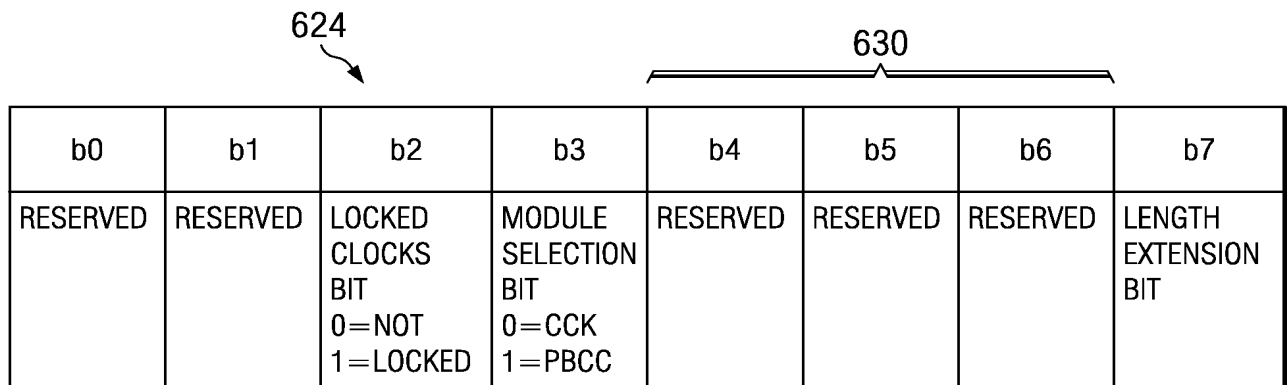 624
630
b0 b1 b2 b3 b4 b5 b6 b7
RESERVED RESERVED LOCKED MODULE RESERVED RESERVED RESERVED LENGTH
CLOCKS SELECTION EXTENSION
BIT BIT BIT
0=NOT 0=CCK
1=LOCKED 1=PBCC